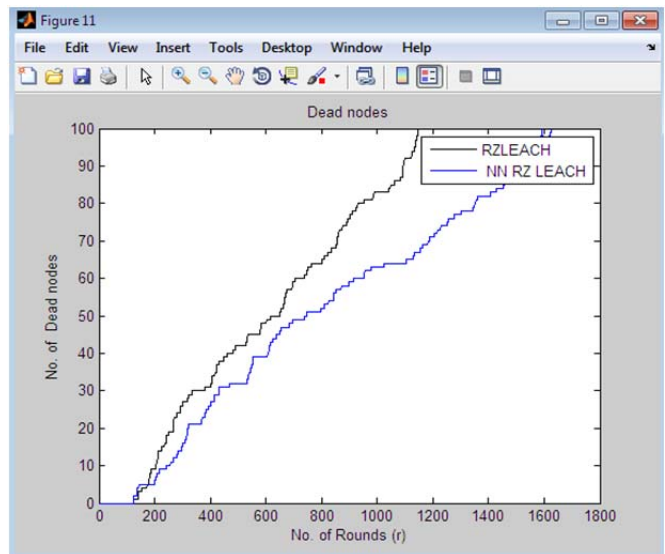 Figure 11
File Edit View Insert Tools Desktop Window Help
Dead nodes
RZLEACH
NN RZ LEACH
No. of Dead nodes
100
90
80
70
60
50
40
30
20
10
0
0 200 400 600 800 1000 1200 1400 1600 1800
No. of Rounds (r)